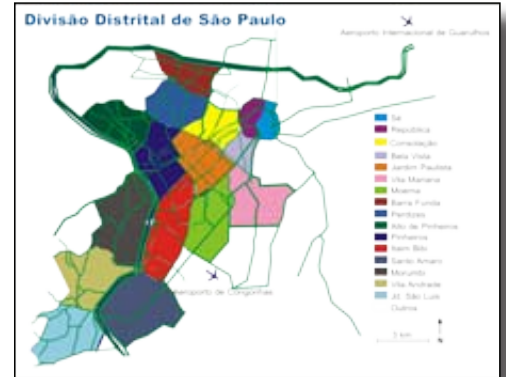 Divisão Distrital de São Paulo
Aeroporto Internacional de Guarulhos
Sé
República
Consolação
Bela Vista
Jardim Paulista
Vila Mariana
Moema
Barra Funda
Perdizes
Alto de Pinheiros
Pinheiros
Itaim Bibi
Santo Amaro
Morumbi
Vila Andrade
Jd. São Luis
Outros
Aeroporto de Congonhas
N